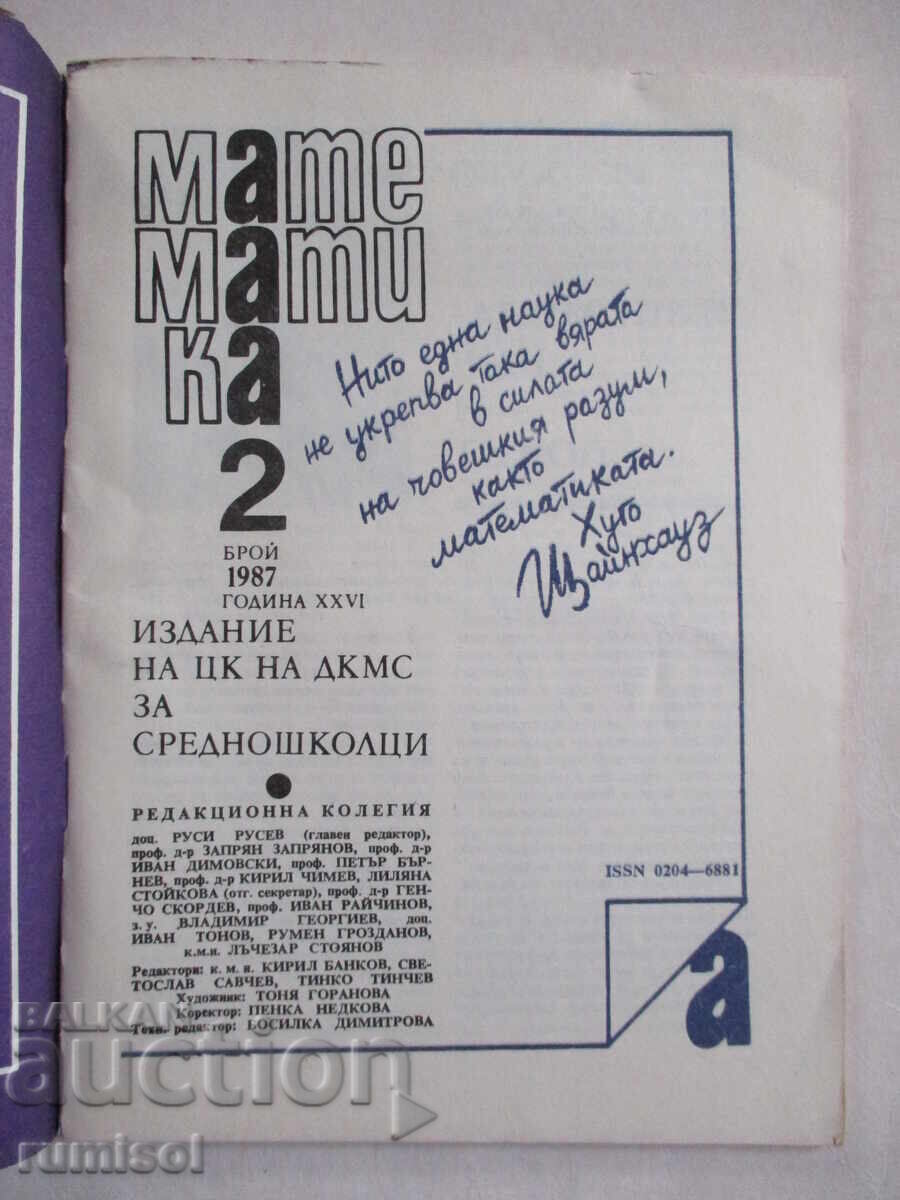 мате
мати
ка
2
БРОЙ
1987
ГОДИНА XXVI
ИЗДАНИЕ
НА ЦК НА ДКМС
ЗА
СРЕДНОШКОЛЦИ
Нито една наука
не укрепва така вярата
в силата
на човешкия разум,
както
математиката.
Хуго
Щайнхауз
РЕДАКЦИОННА КОЛЕГИЯ
доц. РУСИ РУСЕВ (главен редактор),
проф. д-р ЗАПРЯН ЗАПРЯНОВ, проф. д-р
ИВАН ДИМОВСКИ, проф. ПЕТЪР БЪР-
НЕВ, проф. д-р КИРИЛ ЧИМЕВ, ЛИЛЯНА
СТОЙКОВА (отг. секретар), проф. д-р ГЕН-
ЧО СКОРДЕВ, проф. ИВАН РАЙЧИНОВ,
з. у. ВЛАДИМИР ГЕОРГИЕВ, доц.
ИВАН ТОНОВ, РУМЕН ГРОЗДАНОВ,
к.м.н. ЛЪЧЕЗАР СТОЯНОВ
Редактори: к. м. н. КИРИЛ БАНКОВ, СВЕ-
ТОСЛАВ САВЧЕВ, ТИНКО ТИНЧЕВ
Художник: ТОНЯ ГОРАНОВА
Коректор: ПЕНКА НЕДКОВА
Техн. редактор: БОСИЛКА ДИМИТРОВА
ISSN 0204—6881
а
BALKAN
auction
rumisol